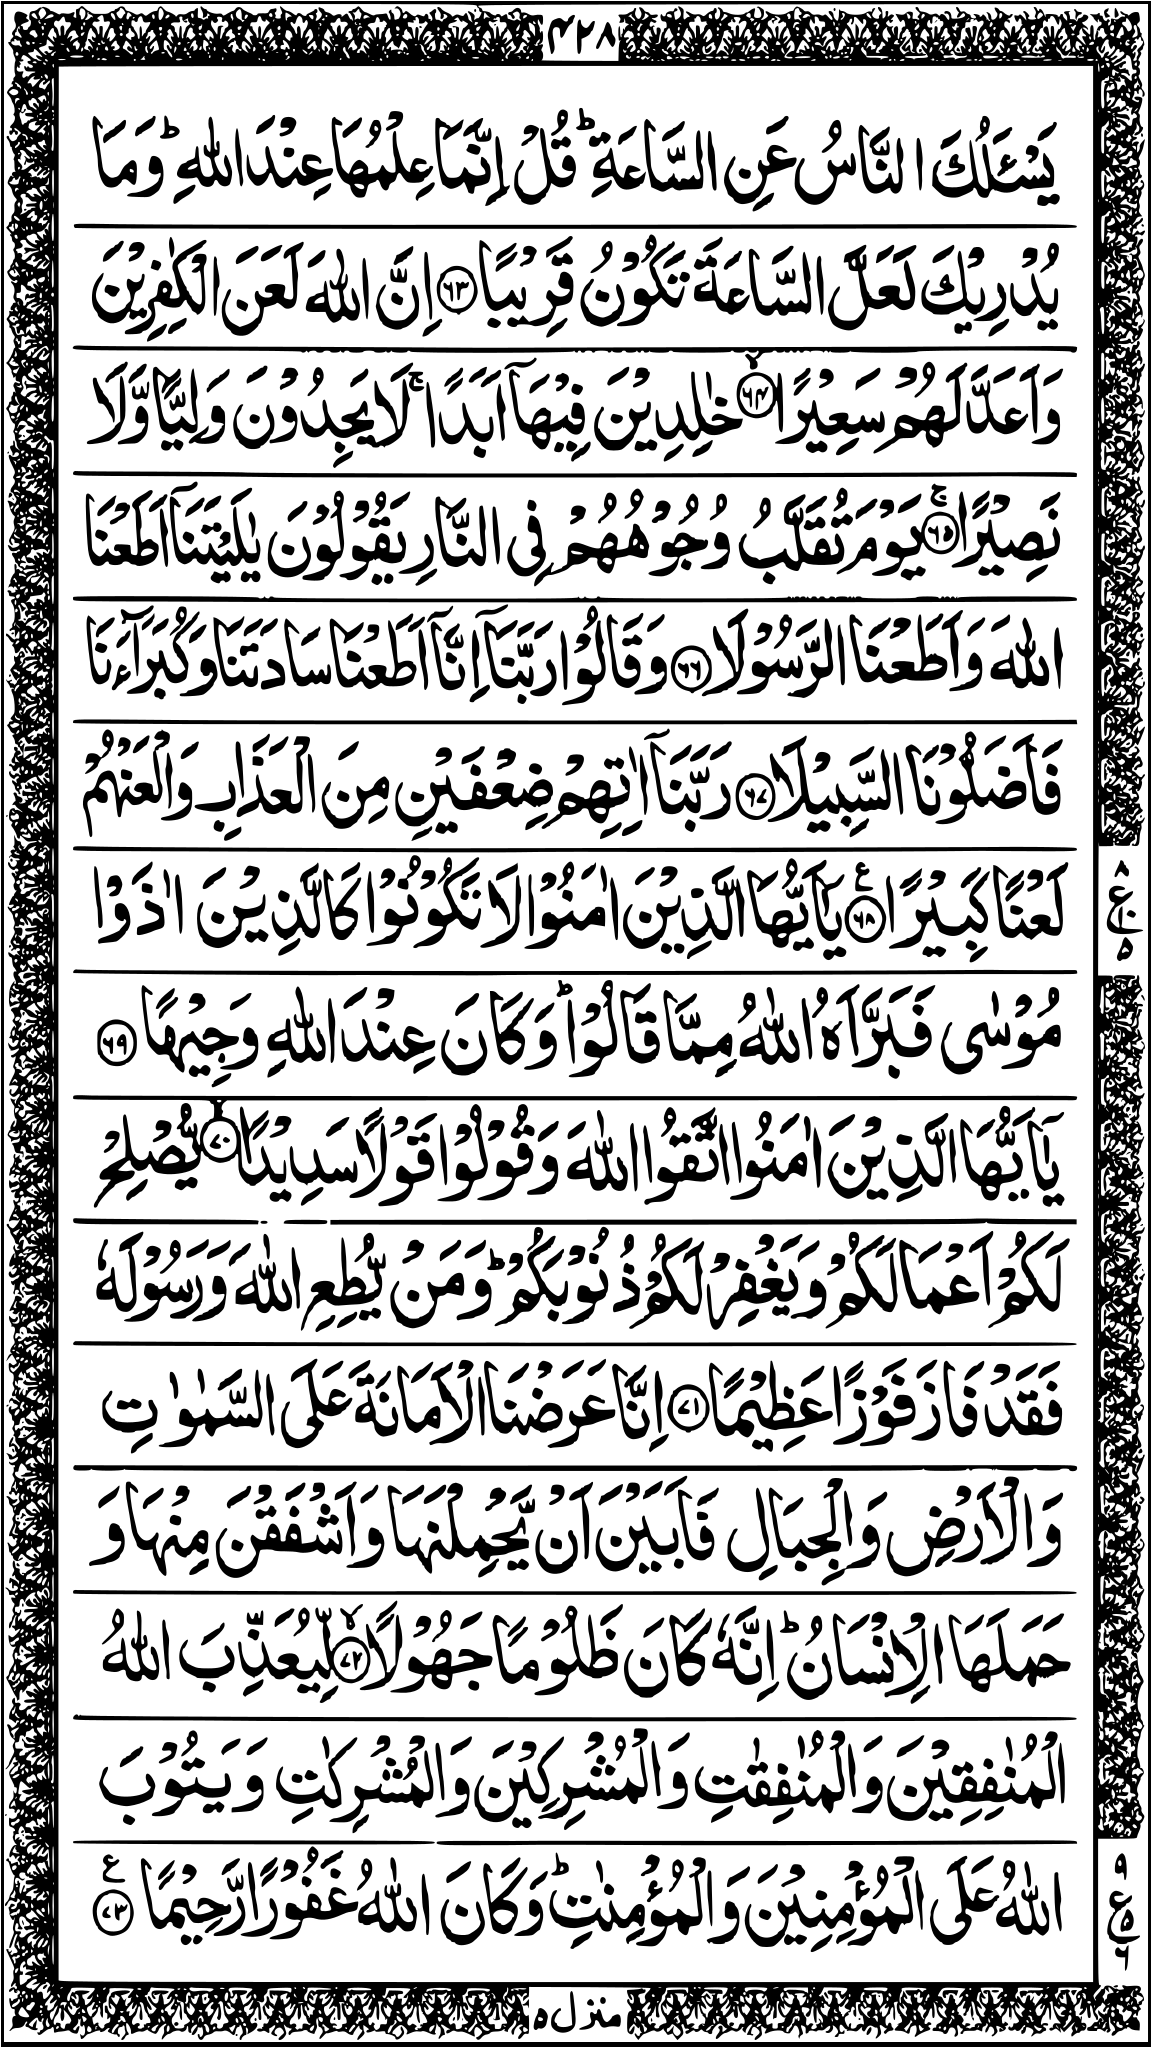 ۴۲۸
يَسْـَٔلُكَ النَّاسُ عَنِ السَّاعَةِ ؕ قُلْ اِنَّمَا عِلْمُهَا عِنْدَ اللّٰهِ ؕ وَمَا
يُدْرِيْكَ لَعَلَّ السَّاعَةَ تَكُوْنُ قَرِيْبًا ۶۳ اِنَّ اللّٰهَ لَعَنَ الْكٰفِرِيْنَ
وَاَعَدَّ لَهُمْ سَعِيْرًا ۶۴ ۙ خٰلِدِيْنَ فِيْهَاۤ اَبَدًا ۚ لَا يَجِدُوْنَ وَلِيًّا وَّلَا
نَصِيْرًا ۶۵ ۚ يَوْمَ تُقَلَّبُ وُجُوْهُهُمْ فِى النَّارِ يَقُوْلُوْنَ يٰلَيْتَنَاۤ اَطَعْنَا
اللّٰهَ وَاَطَعْنَا الرَّسُوْلَا ۶۶ وَقَالُوْا رَبَّنَاۤ اِنَّاۤ اَطَعْنَا سَادَتَنَا وَكُبَرَآءَنَا
فَاَضَلُّوْنَا السَّبِيْلَا ۶۷ رَبَّنَاۤ اٰتِهِمْ ضِعْفَيْنِ مِنَ الْعَذَابِ وَالْعَنْهُمْ
لَعْنًا كَبِيْرًا ۶۸ ع يٰۤاَيُّهَا الَّذِيْنَ اٰمَنُوْا لَا تَكُوْنُوْا كَالَّذِيْنَ اٰذَوْا
۸ ع ۱۰ ۵
مُوْسٰى فَبَرَّاَهُ اللّٰهُ مِمَّا قَالُوْا ؕ وَكَانَ عِنْدَ اللّٰهِ وَجِيْهًا ۶۹
يٰۤاَيُّهَا الَّذِيْنَ اٰمَنُوا اتَّقُوا اللّٰهَ وَقُوْلُوْا قَوْلًا سَدِيْدًا ۷۰ ۙ يُّصْلِحْ
لَكُمْ اَعْمَالَكُمْ وَيَغْفِرْ لَكُمْ ذُنُوْبَكُمْ ؕ وَمَنْ يُّطِعِ اللّٰهَ وَرَسُوْلَهٗ
فَقَدْ فَازَ فَوْزًا عَظِيْمًا ۷۱ اِنَّا عَرَضْنَا الْاَمَانَةَ عَلَى السَّمٰوٰتِ
وَالْاَرْضِ وَالْجِبَالِ فَاَبَيْنَ اَنْ يَّحْمِلْنَهَا وَاَشْفَقْنَ مِنْهَا وَ
حَمَلَهَا الْاِنْسَانُ ؕ اِنَّهٗ كَانَ ظَلُوْمًا جَهُوْلًا ۷۲ ۙ لِّيُعَذِّبَ اللّٰهُ
الْمُنٰفِقِيْنَ وَالْمُنٰفِقٰتِ وَالْمُشْرِكِيْنَ وَالْمُشْرِكٰتِ وَيَتُوْبَ
اللّٰهُ عَلَى الْمُؤْمِنِيْنَ وَالْمُؤْمِنٰتِ ؕ وَكَانَ اللّٰهُ غَفُوْرًا رَّحِيْمًا ۷۳ ع
۹ ع ۵ ۶
منزل ۵